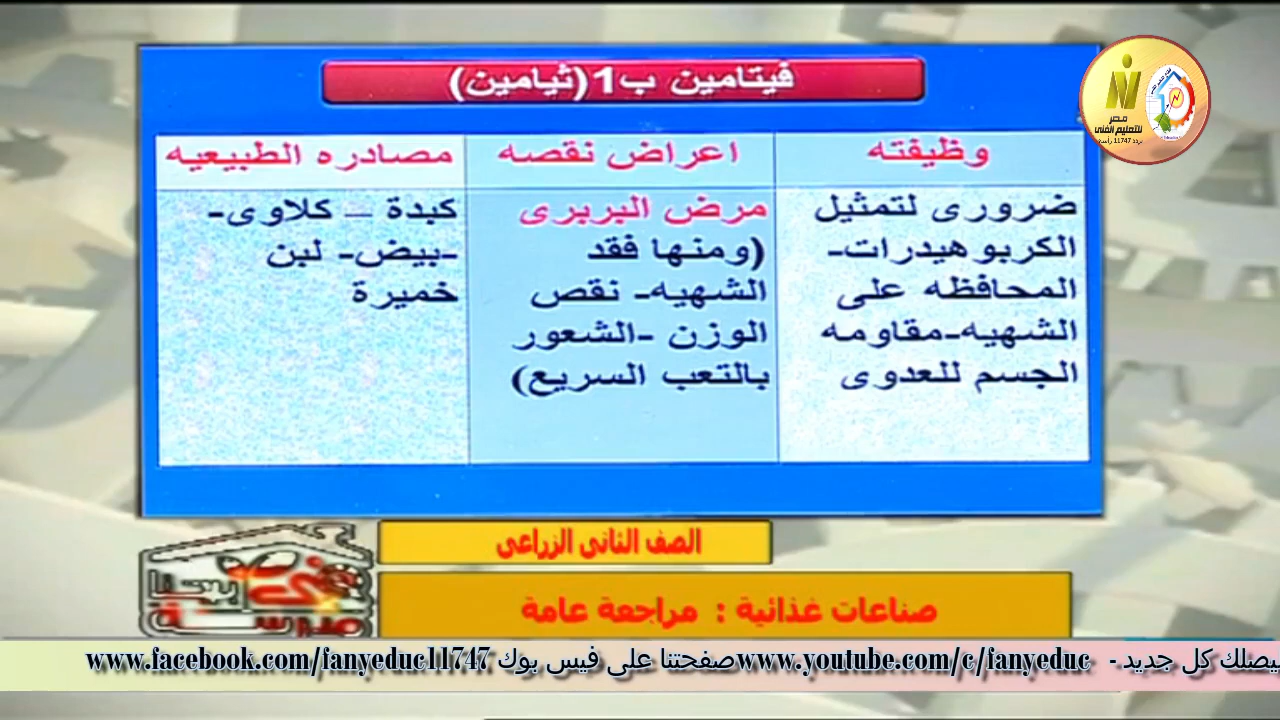 فيتامين ب1(ثيامين)
وظيفته
اعراض نقصه
مصادره الطبيعيه
ضرورى لتمثيل
الكربوهيدرات-
المحافظه على
الشهيه-مقاومه
الجسم للعدوى
مرض البربرى
(ومنها فقد
الشهيه- نقص
الوزن -الشعور
بالتعب السريع)
كبدة – كلاوى-
-بيض- لبن
خميرة
مصر
للتعليم الفنى
الصف الثانى الزراعى
صناعات غذائية : مراجعة عامة
فى بيتنا
مدرسة
يصلك كل جديد - www.youtube.com/c/fanyeduc صفحتنا على فيس بوك www.facebook.com/fanyeduc11747